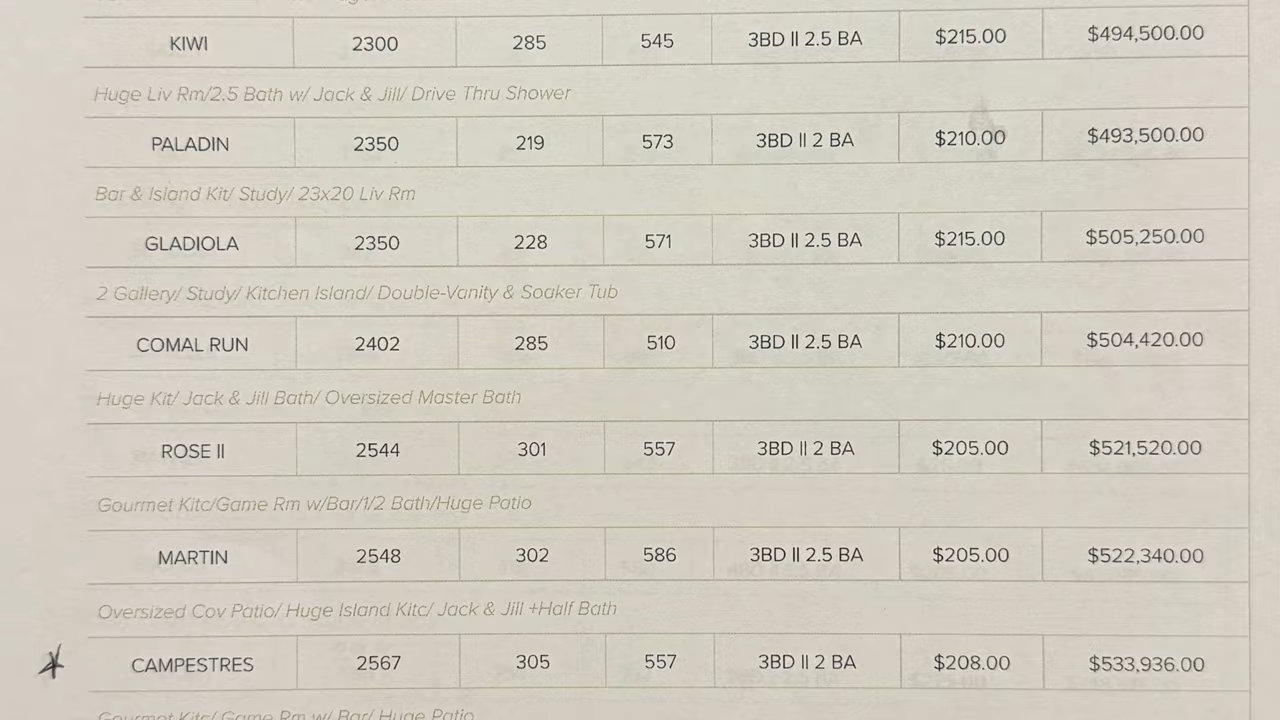 KIWI 2300 285 545 3BD II 2.5 BA $215.00 $494,500.00
Huge Liv Rm/2.5 Bath w/ Jack & Jill/ Drive Thru Shower
PALADIN 2350 219 573 3BD II 2 BA $210.00 $493,500.00
Bar & Island Kit/ Study/ 23x20 Liv Rm
GLADIOLA 2350 228 571 3BD II 2.5 BA $215.00 $505,250.00
2 Gallery/ Study/ Kitchen Island/ Double-Vanity & Soaker Tub
COMAL RUN 2402 285 510 3BD II 2.5 BA $210.00 $504,420.00
Huge Kit/ Jack & Jill Bath/ Oversized Master Bath
ROSE II 2544 301 557 3BD II 2 BA $205.00 $521,520.00
Gourmet Kitc/Game Rm w/Bar/1/2 Bath/Huge Patio
MARTIN 2548 302 586 3BD II 2.5 BA $205.00 $522,340.00
Oversized Cov Patio/ Huge Island Kitc/ Jack & Jill +Half Bath
CAMPESTRES 2567 305 557 3BD II 2 BA $208.00 $533,936.00
Gourmet Kitc/ Game Rm w/ Bar/ Huge Patio